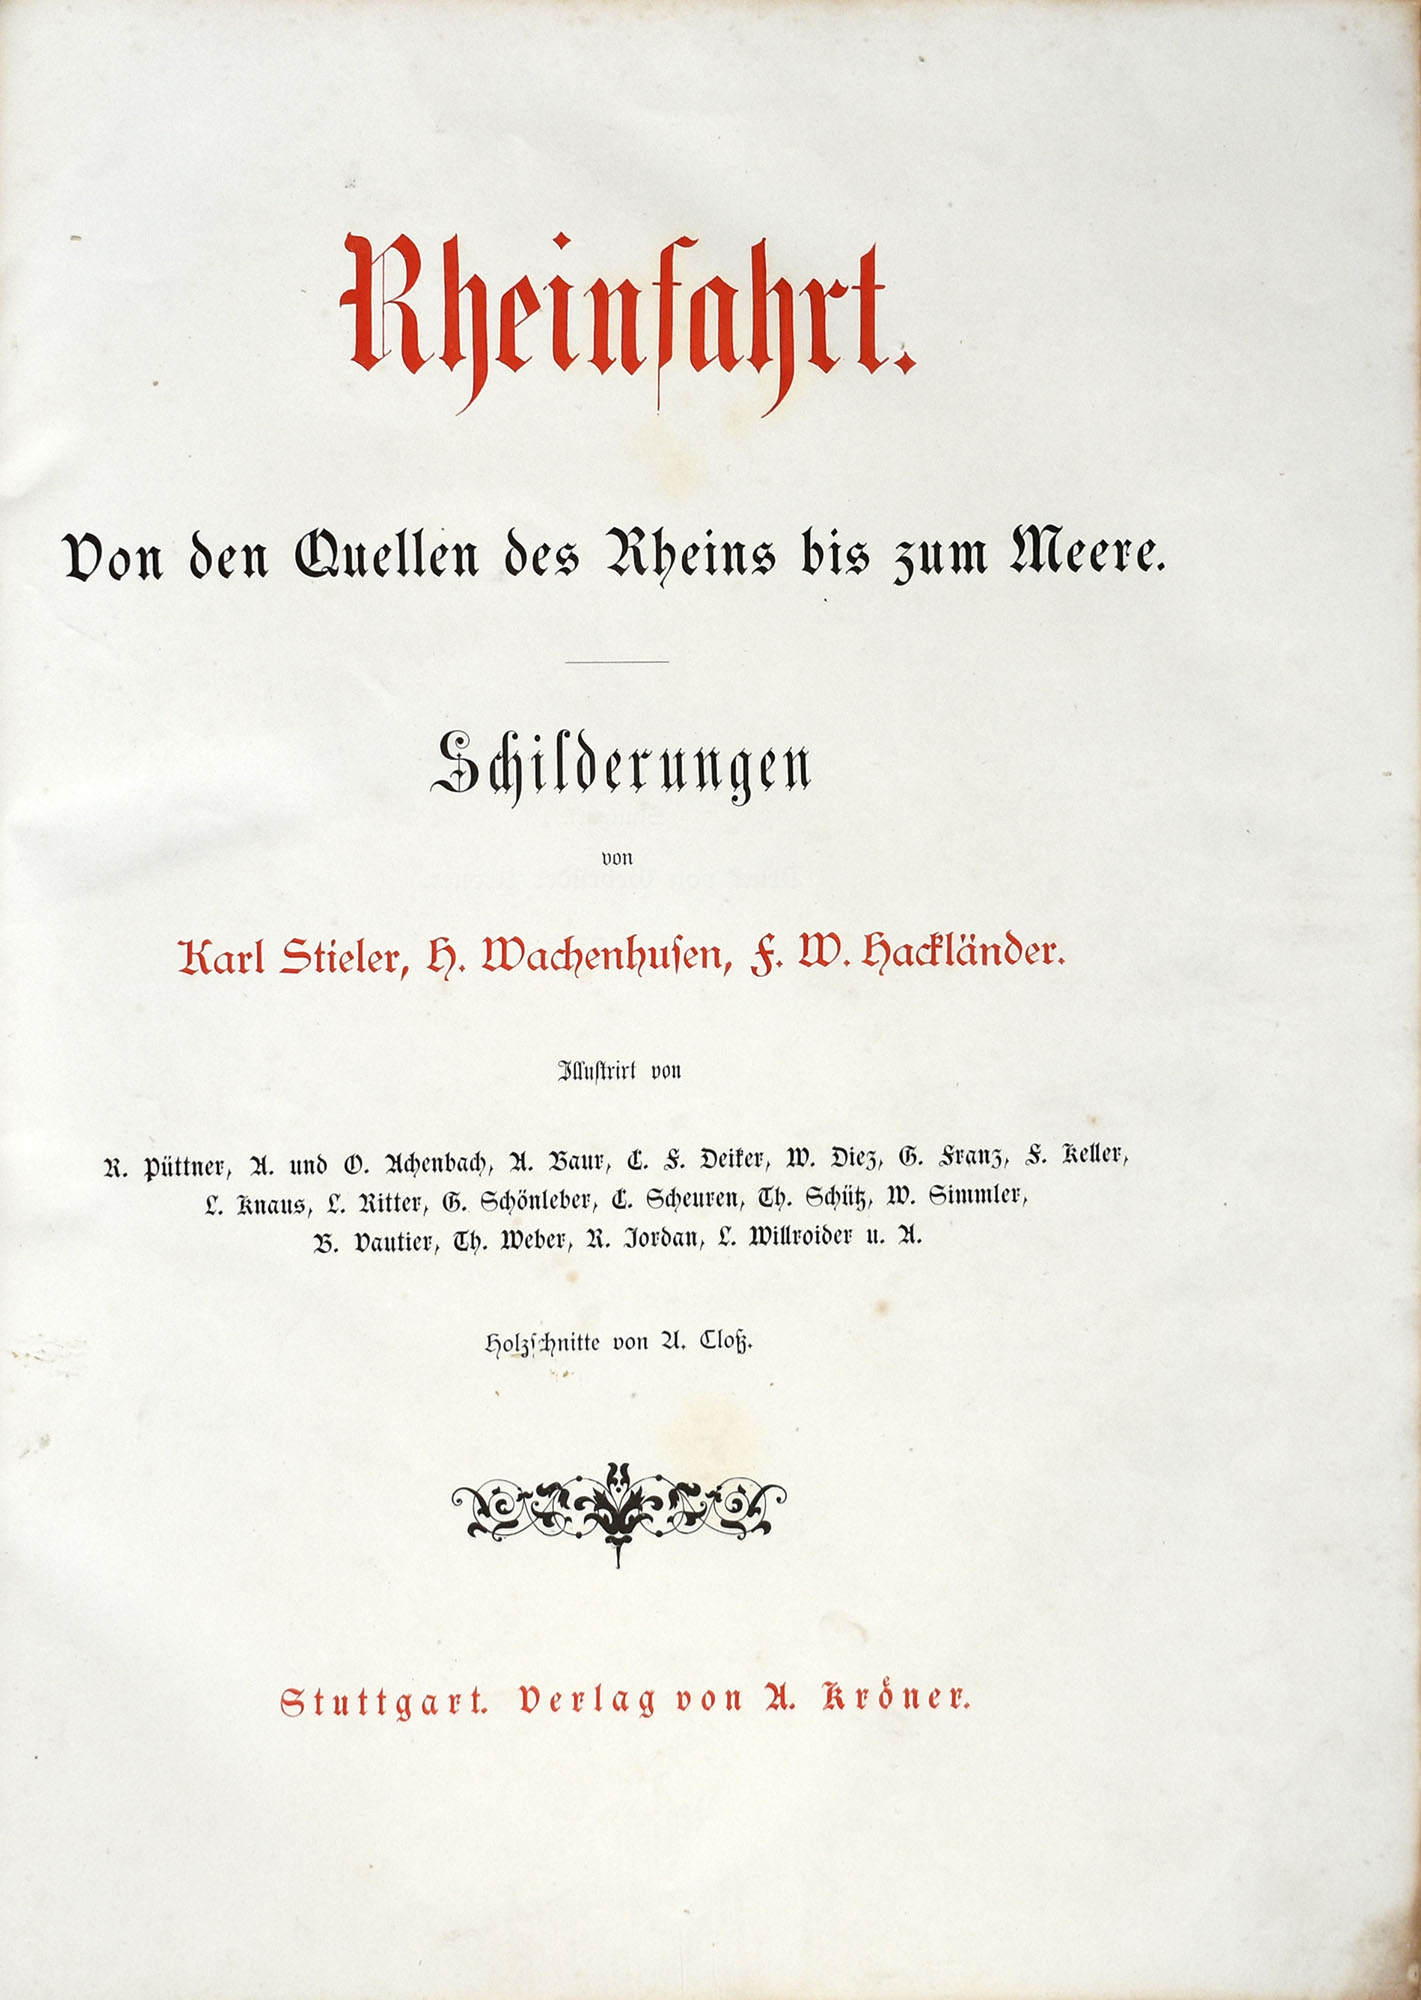 Rheinfahrt.
Von den Quellen des Rheins bis zum Meere.
Schilderungen
von
Karl Stieler, H. Wachenhusen, F. W. Hackländer.
Illustrirt von
R. Püttner, A. und O. Achenbach, A. Baur, C. F. Deiker, W. Diez, G. Franz, F. Keller,
L. Knaus, L. Ritter, G. Schönleber, C. Scheuren, Th. Schütz, W. Simmler,
B. Vautier, Th. Weber, R. Jordan, L. Willroider u. A.
Holzschnitte von A. Cloß.
Stuttgart. Verlag von A. Kröner.